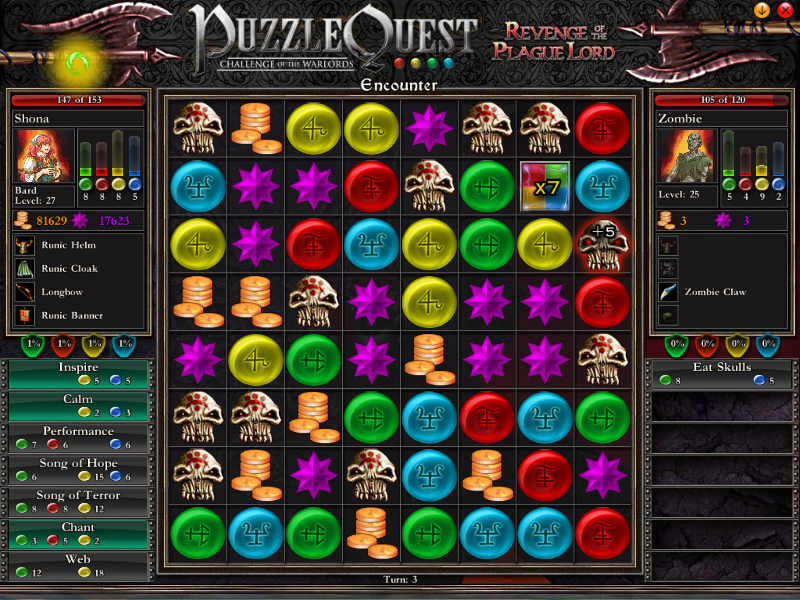 PUZZLEQUEST
CHALLENGE OF THE WARLORDS
REVENGE OF THE
PLAGUE LORD
Encounter
147 of 153
Shona
Bard
Level: 27
8 8 8 5
81629 17623
Runic Helm
Runic Cloak
Longbow
Runic Banner
1% 1% 1% 1%
Inspire
5 5
Calm
2 3
Performance
7 6 6
Song of Hope
6 15 6
Song of Terror
8 8 12
Chant
3 5 2
Web
12 18
x7
+5
Turn: 3
105 of 120
Zombie
Level: 25
5 4 9 2
3 3
Zombie Claw
0% 0% 0% 0%
Eat Skulls
8 5